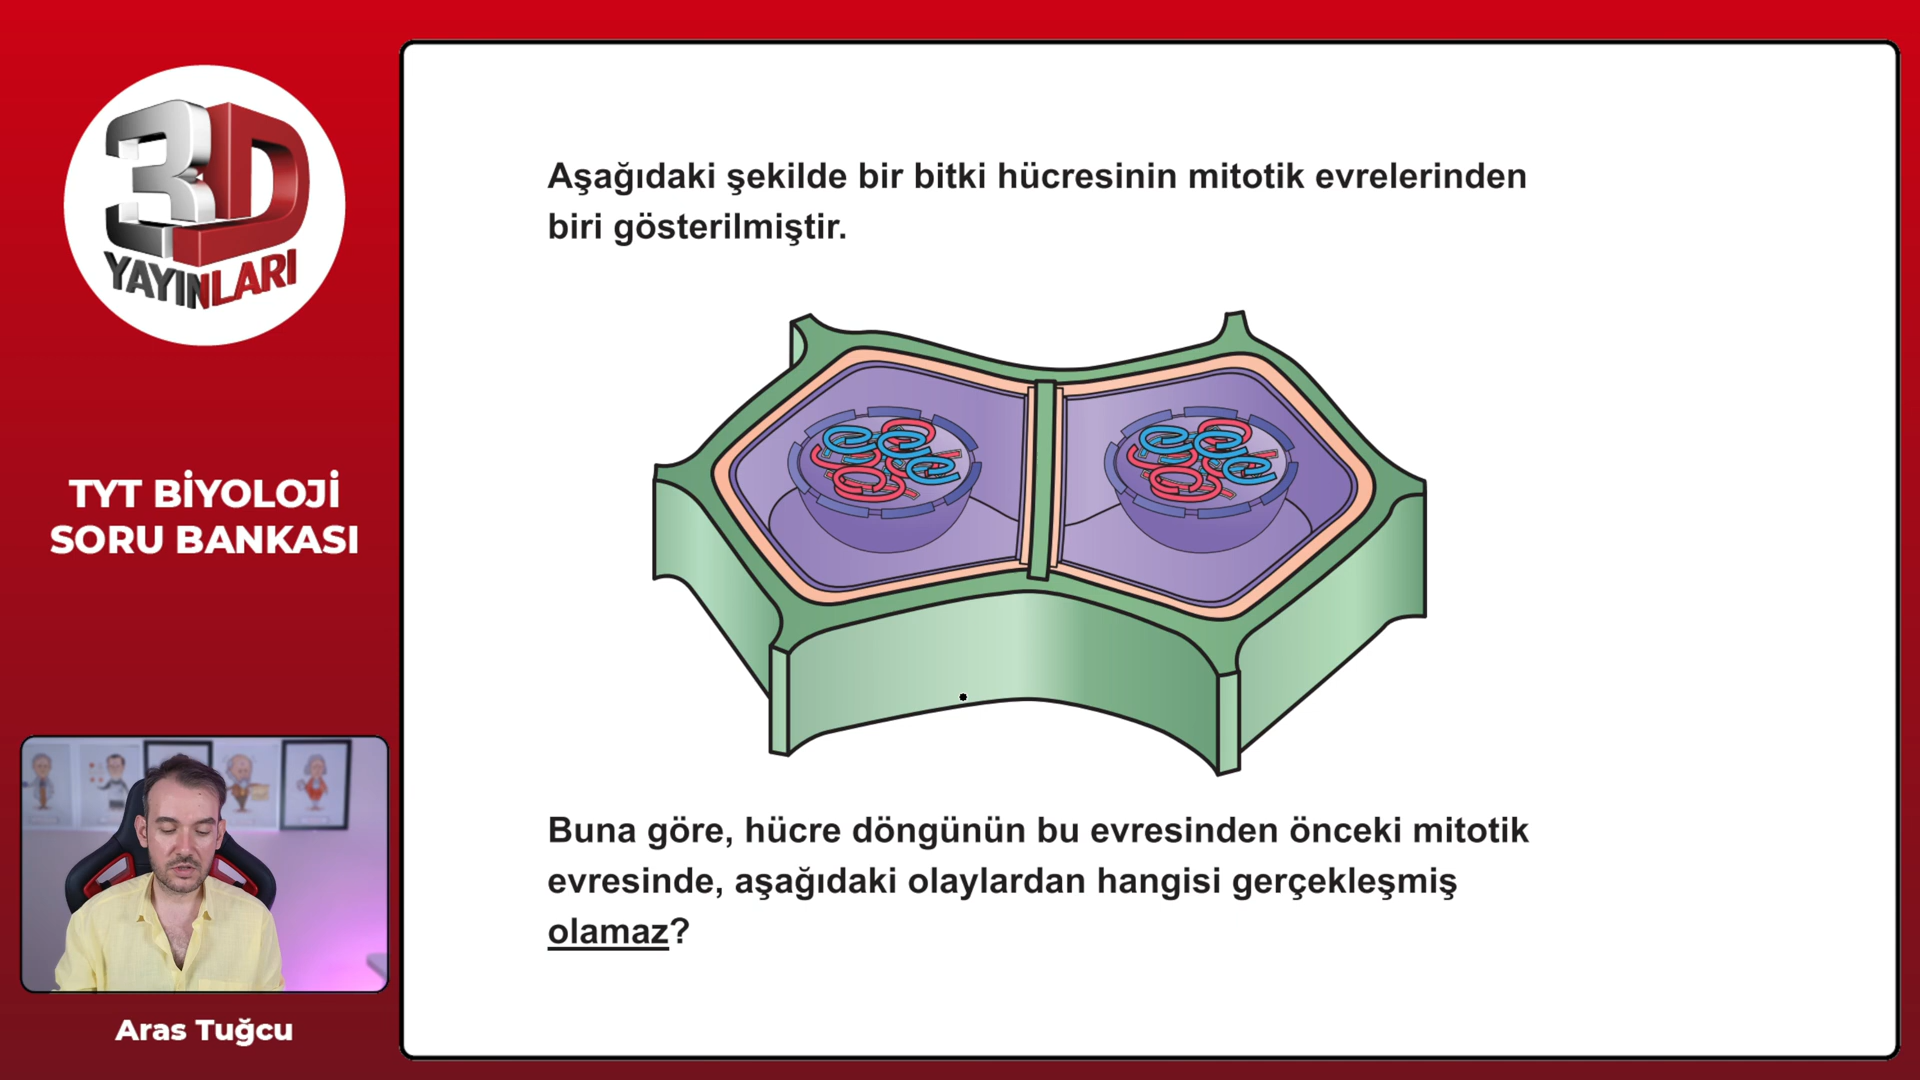 3D
YAYINLARI
TYT BİYOLOJİ
SORU BANKASI
Aras Tuğcu
Aşağıdaki şekilde bir bitki hücresinin mitotik evrelerinden
biri gösterilmiştir.
Buna göre, hücre döngünün bu evresinden önceki mitotik
evresinde, aşağıdaki olaylardan hangisi gerçekleşmiş
olamaz?